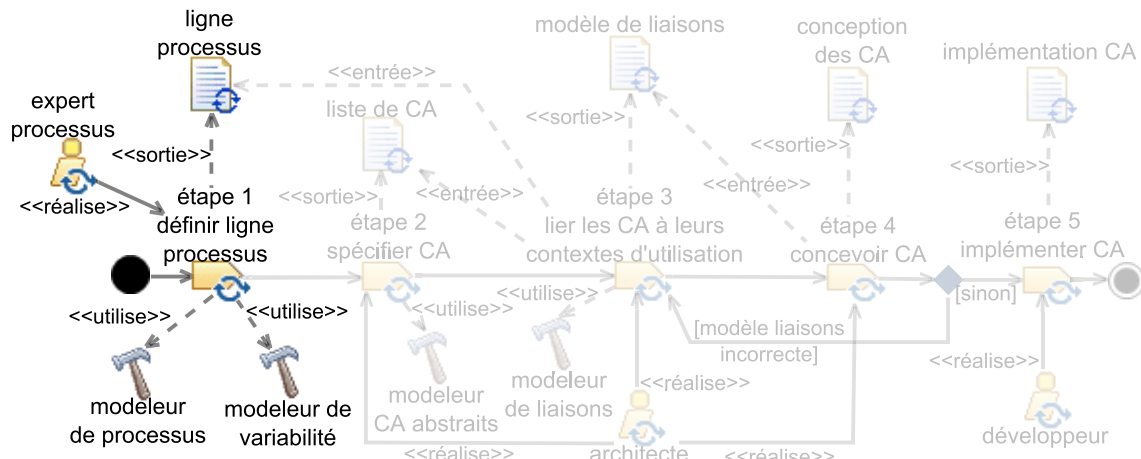 ligne
processus
modèle de liaisons
conception
des CA
implémentation CA
<<entrée>>
expert
processus
liste de CA
<<sortie>>
<<sortie>>
<<sortie>>
<<sortie>>
<<sortie>>
<<entrée>>
<<entrée>>
<<réalise>>
étape 1
définir ligne
processus
étape 2
spécifier CA
étape 3
lier les CA à leurs
contextes d'utilisation
étape 4
concevoir CA
étape 5
implémenter CA
<<utilise>>
<<utilise>>
<<utilise>>
<<utilise>>
[sinon]
[modèle liaisons
incorrecte]
<<réalise>>
<<réalise>>
modeleur
de processus
modeleur de
variabilité
modeleur
CA abstraits
modeleur
de liaisons
architecte
développeur
<<réalise>>
<<réalise>>